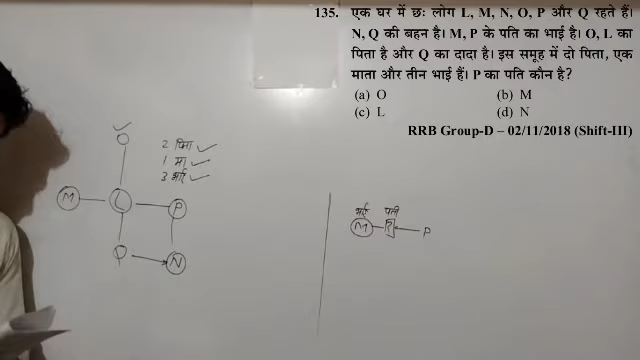 135. एक घर में छः लोग L, M, N, O, P और Q रहते हैं।
N, Q की बहन है। M, P के पति का भाई है। O, L का
पिता है और Q का दादा है। इस समूह में दो पिता, एक
माता और तीन भाई हैं। P का पति कौन है?
(a) O (b) M
(c) L (d) N
RRB Group-D – 02/11/2018 (Shift-III)
O
2 पिता
1 मा
3 भाई
M L P
Q N
भाई पति
M P